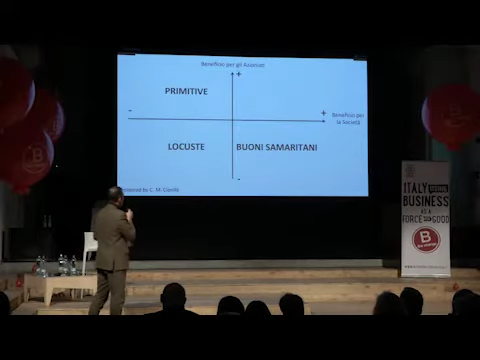 Beneficio per gli Azionisti
+
PRIMITIVE
-
+
Beneficio per
la Società
LOCUSTE
BUONI SAMARITANI
-
by C. M. Cipolla
ITALY
BUSINESS
AS A
FORCE
GOOD
B
B